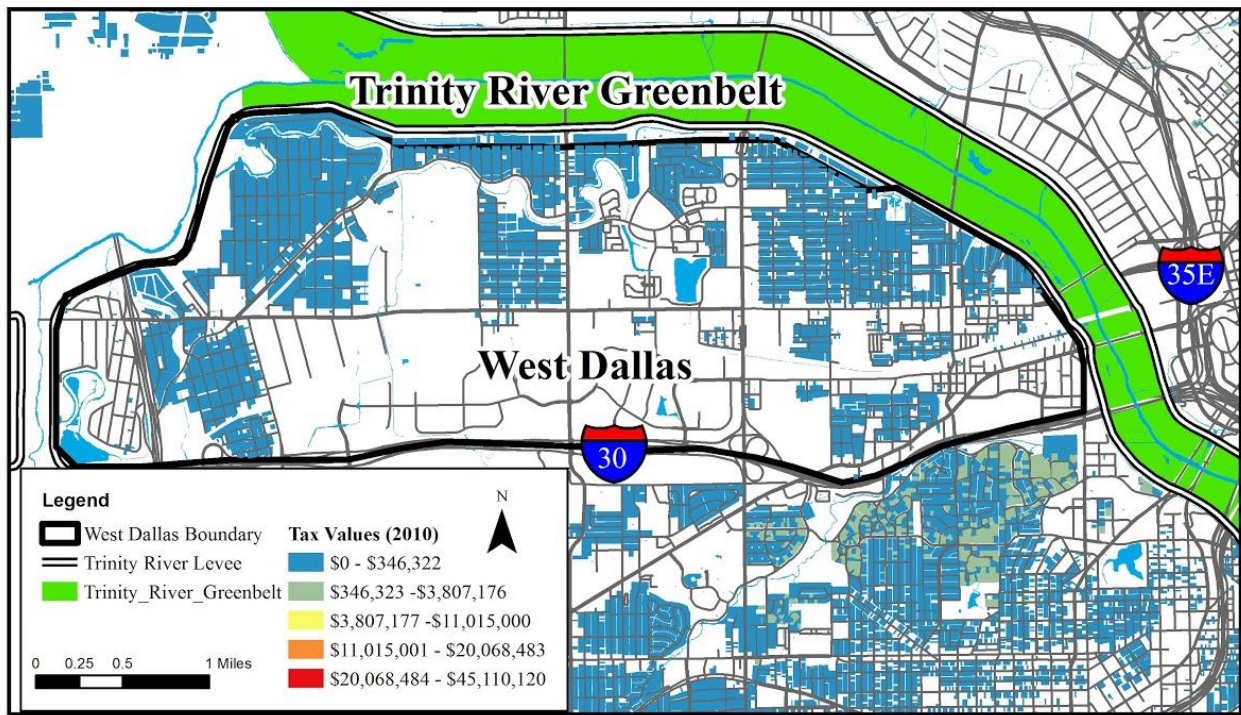 Trinity River Greenbelt
35E
West Dallas
30
Legend
West Dallas Boundary
Trinity River Levee
Trinity_River_Greenbelt
0 0.25 0.5 1 Miles
N
Tax Values (2010)
$0 - $346,322
$346,323 -$3,807,176
$3,807,177 -$11,015,000
$11,015,001 - $20,068,483
$20,068,484 - $45,110,120